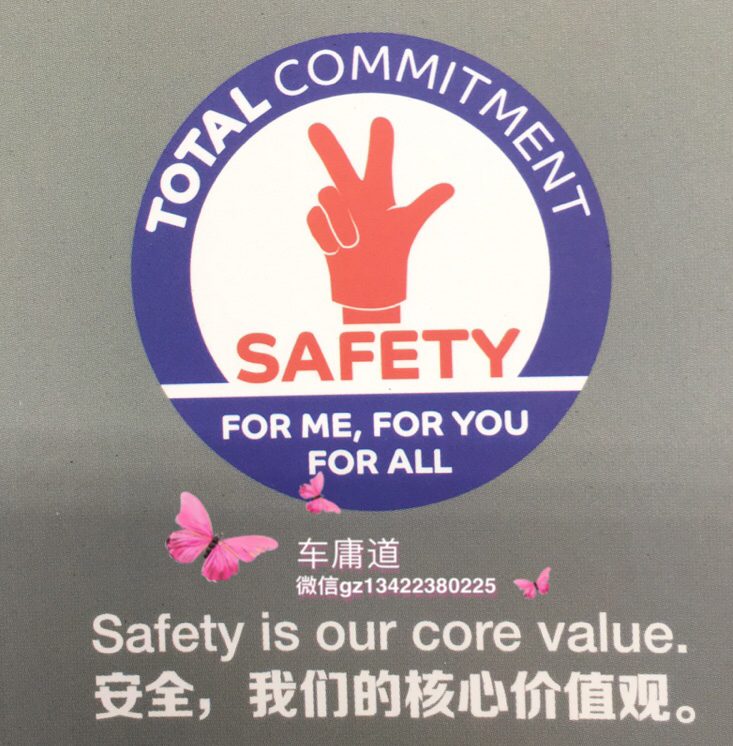 TOTAL COMMITMENT
SAFETY
FOR ME, FOR YOU
FOR ALL
车庸道
微信gz13422380225
Safety is our core value.
安全，我们的核心价值观。